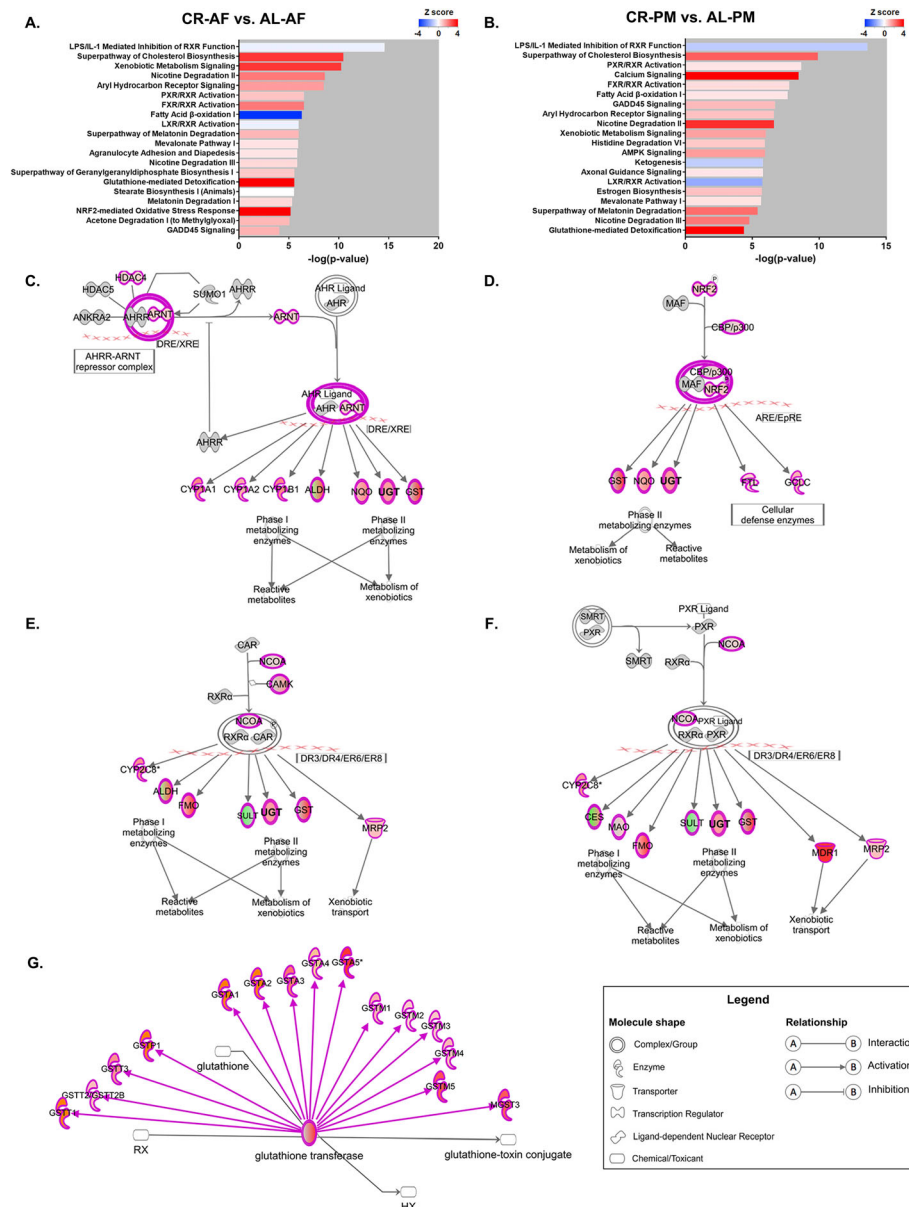 A.
CR-AF vs. AL-AF
Z score
-4 0 4
LPS/IL-1 Mediated Inhibition of RXR Function
Superpathway of Cholesterol Biosynthesis
Xenobiotic Metabolism Signaling
Nicotine Degradation II
Aryl Hydrocarbon Receptor Signaling
PXR/RXR Activation
FXR/RXR Activation
Fatty Acid β-oxidation I
LXR/RXR Activation
Superpathway of Melatonin Degradation
Mevalonate Pathway I
Agranulocyte Adhesion and Diapedesis
Nicotine Degradation III
Superpathway of Geranylgeranyldiphosphate Biosynthesis I
Glutathione-mediated Detoxification
Stearate Biosynthesis I (Animals)
Melatonin Degradation I
NRF2-mediated Oxidative Stress Response
Acetone Degradation I (to Methylglyoxal)
GADD45 Signaling
0 5 10 15 20
-log(p-value)
B.
CR-PM vs. AL-PM
Z score
-4 0 4
LPS/IL-1 Mediated Inhibition of RXR Function
Superpathway of Cholesterol Biosynthesis
PXR/RXR Activation
Calcium Signaling
FXR/RXR Activation
Fatty Acid β-oxidation I
GADD45 Signaling
Aryl Hydrocarbon Receptor Signaling
Nicotine Degradation II
Xenobiotic Metabolism Signaling
Histidine Degradation VI
AMPK Signaling
Ketogenesis
Axonal Guidance Signaling
LXR/RXR Activation
Estrogen Biosynthesis
Mevalonate Pathway I
Superpathway of Melatonin Degradation
Nicotine Degradation III
Glutathione-mediated Detoxification
0 5 10 15
-log(p-value)
C.
HDAC4
HDAC5
SUMO1
AHRR
ANKRA2
AHRR
ARNT
DRE/XRE
AHRR-ARNT
repressor complex
ARNT
AHR Ligand
AHR
AHR Ligand
AHR
ARNT
DRE/XRE
AHRR
CYP1A1
CYP1A2
CYP1B1
ALDH
NQO
UGT
GST
Phase I
metabolizing
enzymes
Phase II
metabolizing
enzymes
Reactive
metabolites
Metabolism of
xenobiotics
D.
P
NRF2
MAF
CBP/p300
CBP/p300
MAF
NRF2
ARE/EpRE
GST
NQO
UGT
FTL
GCLC
Phase II
metabolizing enzymes
Cellular
defense enzymes
Metabolism of
xenobiotics
Reactive
metabolites
E.
CAR
NCOA
CAMK
RXRα
NCOA
RXRα
CAR
DR3/DR4/ER6/ER8
CYP2C8*
ALDH
FMO
SULT
UGT
GST
MRP2
Phase I
metabolizing
enzymes
Phase II
metabolizing
enzymes
Reactive
metabolites
Metabolism of
xenobiotics
Xenobiotic
transport
F.
SMRT
PXR
SMRT
PXR Ligand
PXR
NCOA
RXRα
NCOA
PXR Ligand
RXRα
PXR
DR3/DR4/ER6/ER8
CYP2C8*
CES
MAO
FMO
SULT
UGT
GST
MDR1
MRP2
Phase I
metabolizing
enzymes
Phase II
metabolizing
enzymes
Reactive
metabolites
Metabolism of
xenobiotics
Xenobiotic
transport
G.
GSTT1
GSTT2/GSTT2B
GSTT3
GSTP1
GSTA1
GSTA2
GSTA3
GSTA4
GSTA5*
GSTM1
GSTM2
GSTM3
GSTM4
GSTM5
MGST3
glutathione
RX
glutathione transferase
glutathione-toxin conjugate
HX
Legend
Molecule shape
Complex/Group
Enzyme
Transporter
Transcription Regulator
Ligand-dependent Nuclear Receptor
Chemical/Toxicant
Relationship
A B Interactio
A B Activatio
A B Inhibition